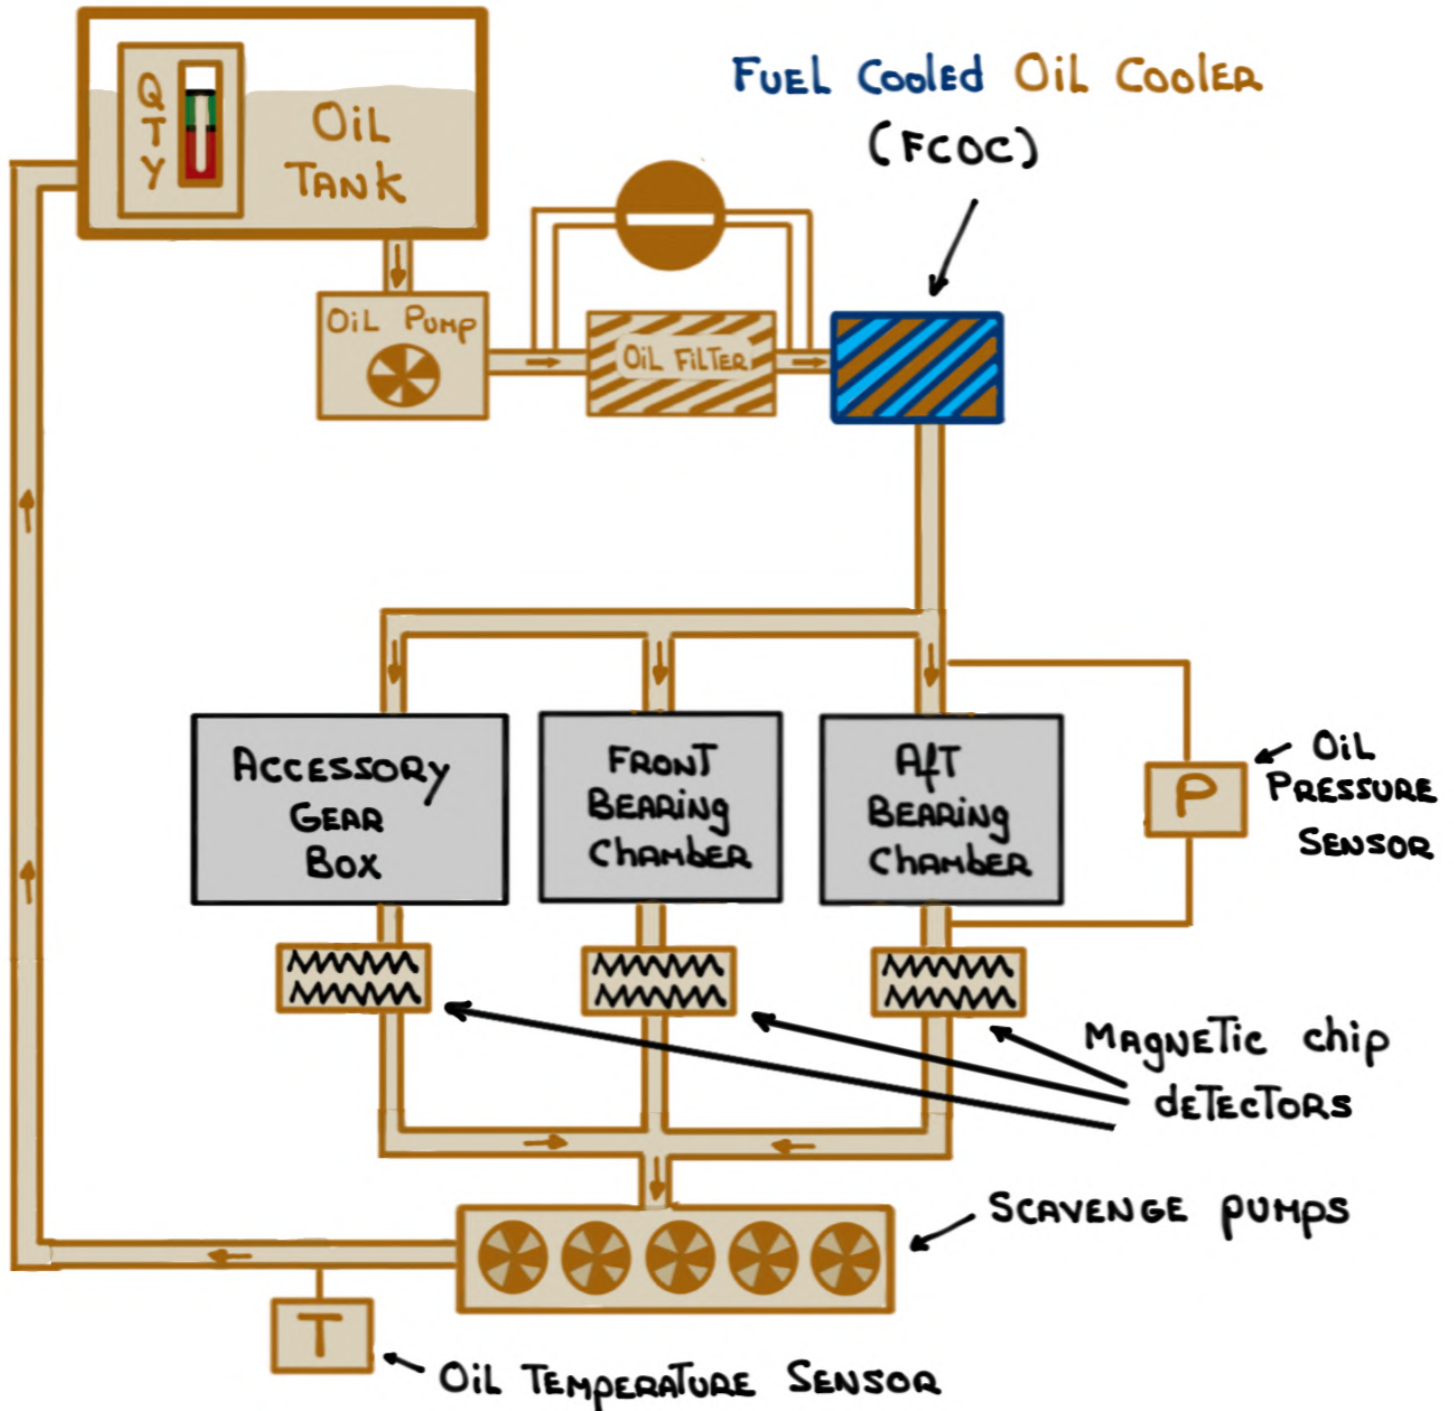 Fuel Cooled Oil Cooler
(FCOC)
QTY
Oil
Tank
Oil Pump
Oil Filter
Accessory
Gear
Box
Front
Bearing
Chamber
Aft
Bearing
Chamber
P
Oil
Pressure
Sensor
Magnetic chip
detectors
Scavenge pumps
T
Oil Temperature Sensor